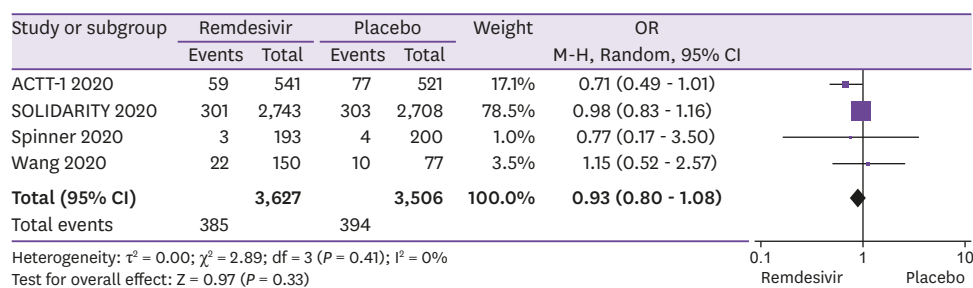 Study or subgroup Remdesivir Placebo Weight OR
Events Total Events Total M-H, Random, 95% CI
ACTT-1 2020 59 541 77 521 17.1% 0.71 (0.49 - 1.01)
SOLIDARITY 2020 301 2,743 303 2,708 78.5% 0.98 (0.83 - 1.16)
Spinner 2020 3 193 4 200 1.0% 0.77 (0.17 - 3.50)
Wang 2020 22 150 10 77 3.5% 1.15 (0.52 - 2.57)
Total (95% CI) 3,627 3,506 100.0% 0.93 (0.80 - 1.08)
Total events 385 394
Heterogeneity: τ² = 0.00; χ² = 2.89; df = 3 (P = 0.41); I² = 0%
Test for overall effect: Z = 0.97 (P = 0.33)
0.1 1 10
Remdesivir Placebo